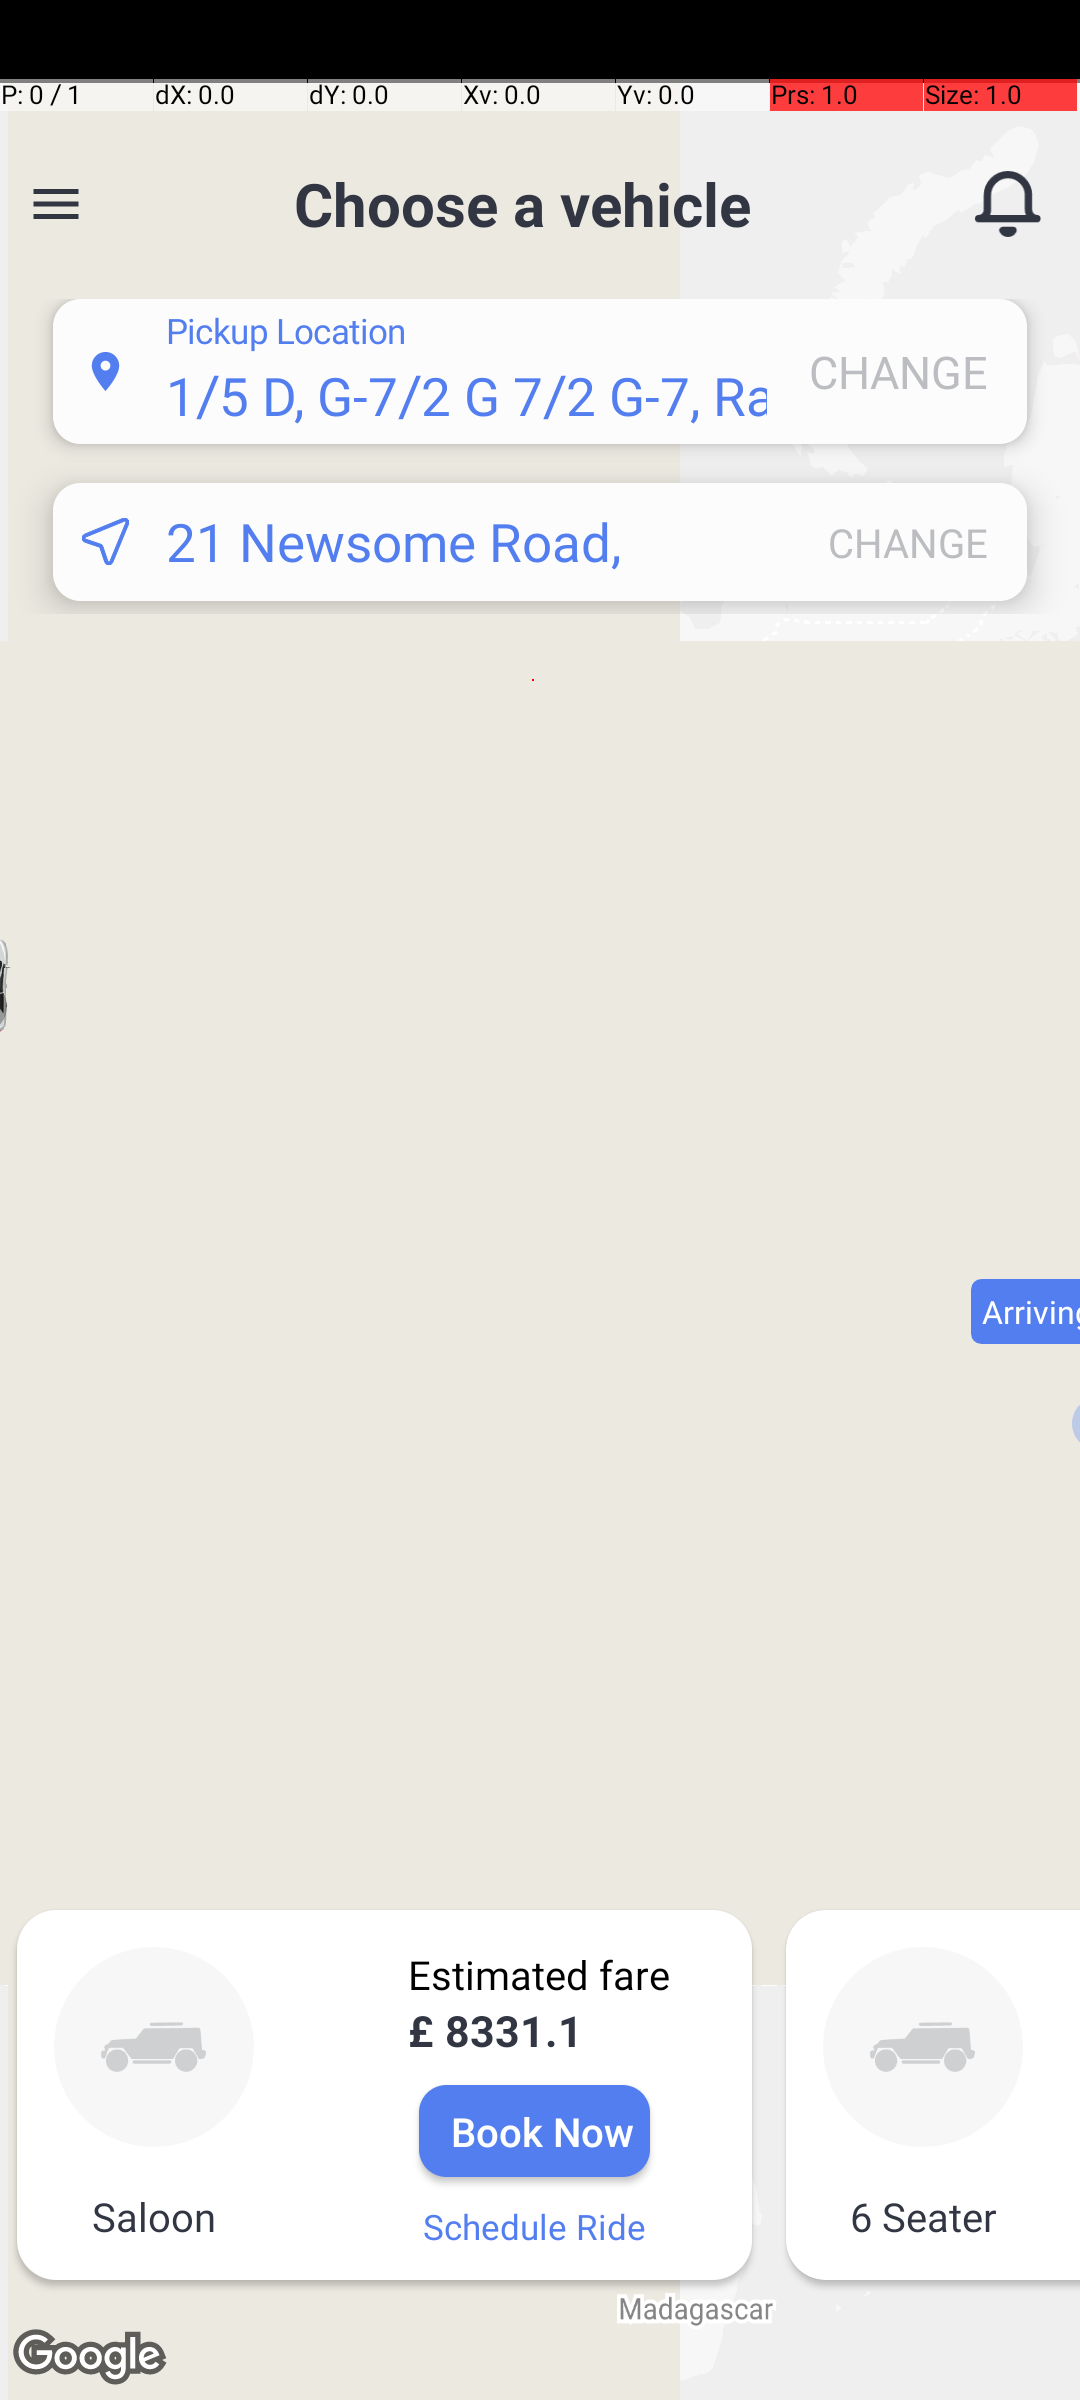 P: 0 / 1 dX: 0.0 dY: 0.0 Xv: 0.0 Yv: 0.0 Prs: 1.0 Size: 1.0
Choose a vehicle
Pickup Location
1/5 D, G-7/2 G 7/2 G-7, Ra
CHANGE
21 Newsome Road,
CHANGE
Arriving
Estimated fare
£ 8331.1
Book Now
Saloon
Schedule Ride
6 Seater
Madagascar
Google